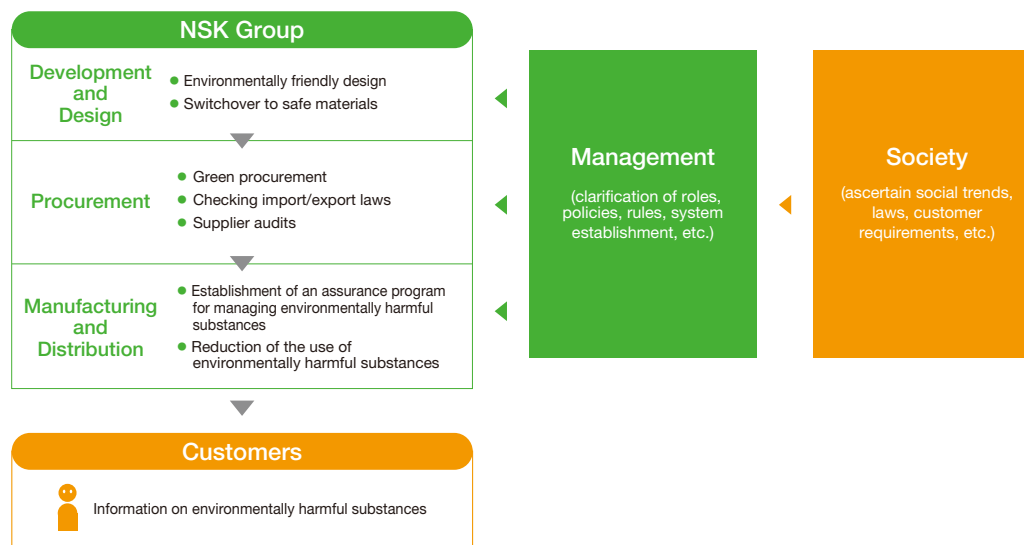 NSK Group
Development
and
Design
Environmentally friendly design
Switchover to safe materials
Procurement
Green procurement
Checking import/export laws
Supplier audits
Manufacturing
and
Distribution
Establishment of an assurance program
for managing environmentally harmful
substances
Reduction of the use of
environmentally harmful substances
Management
(clarification of roles,
policies, rules, system
establishment, etc.)
Society
(ascertain social trends,
laws, customer
requirements, etc.)
Customers
Information on environmentally harmful substances